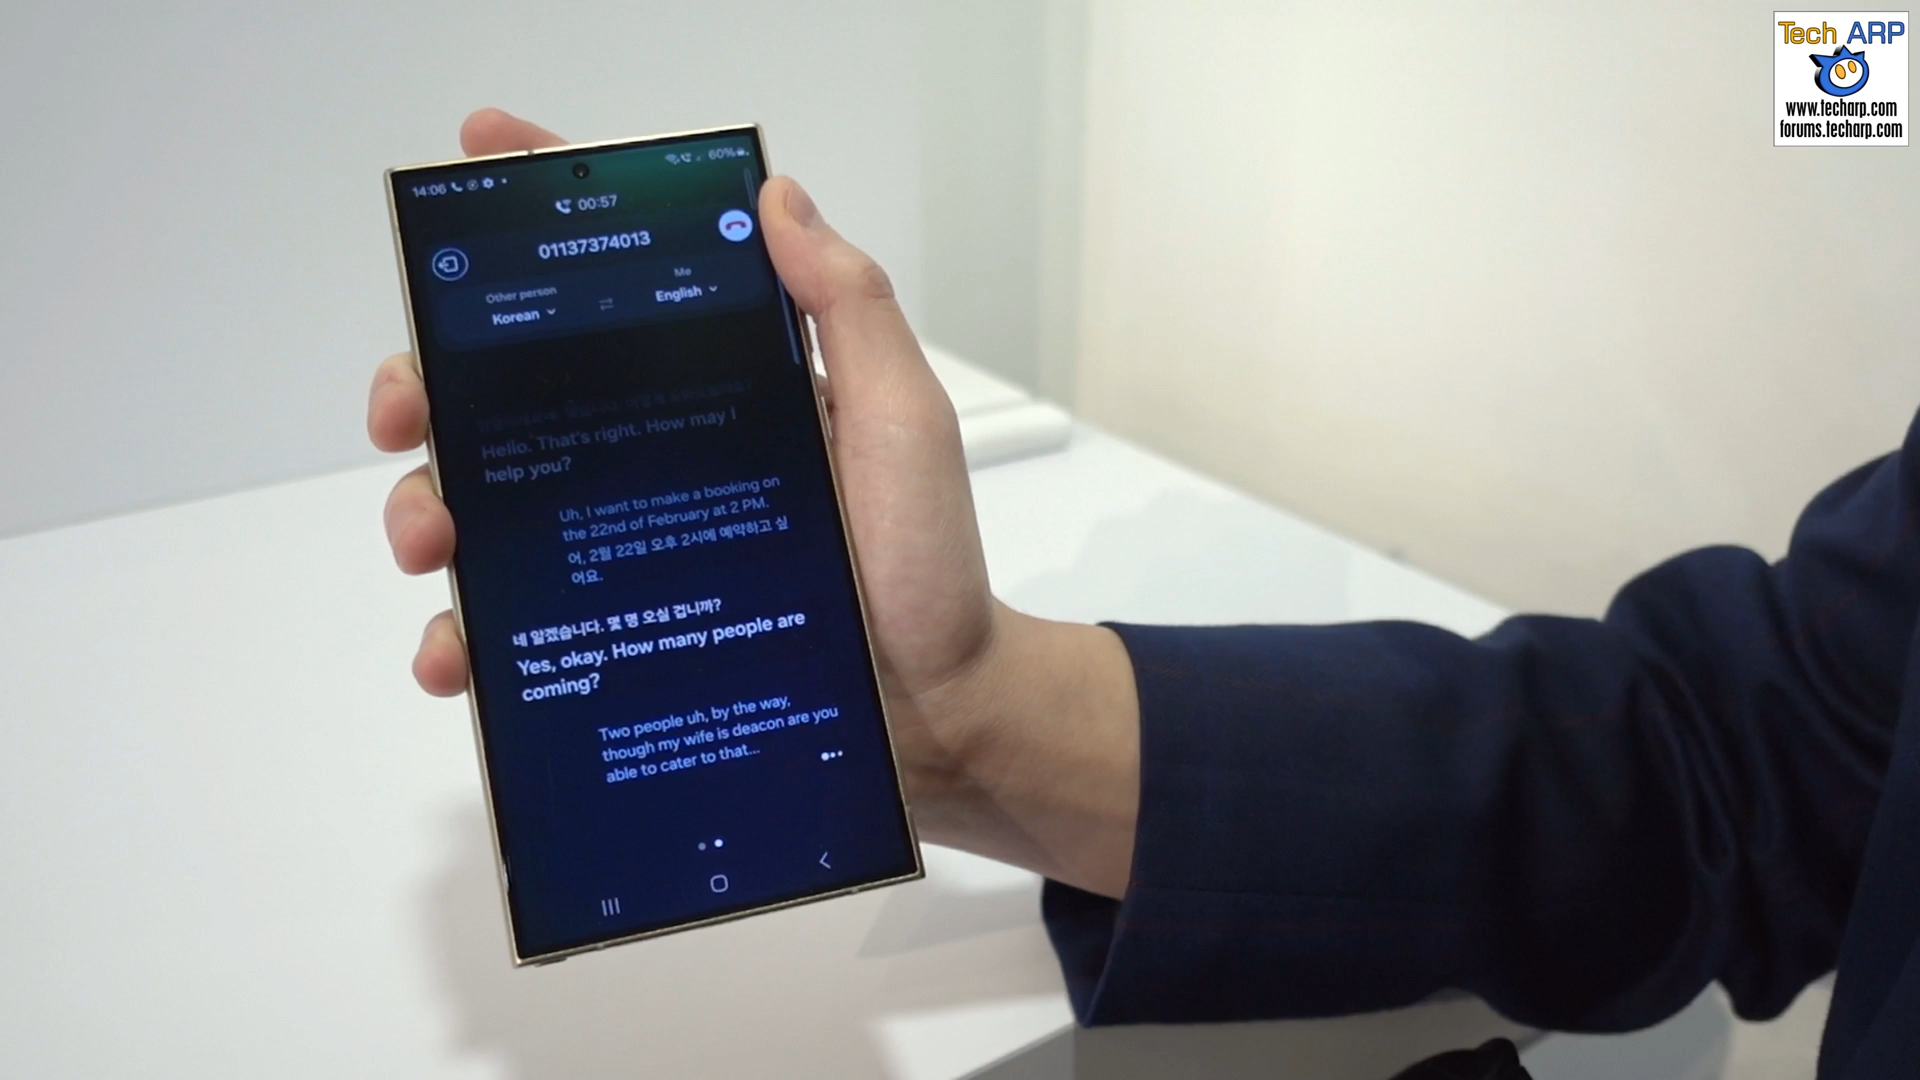 Tech ARP
www.techarp.com
forums.techarp.com
14:06
60%
00:57
01137374013
Other person
Korean
Me
English
Hello. That's right. How may I
help you?
Uh, I want to make a booking on
the 22nd of February at 2 PM.
어, 2월 22일 오후 2시에 예약하고 싶
어요.
네 알겠습니다. 몇 명 오실 겁니까?
Yes, okay. How many people are
coming?
Two people uh, by the way,
though my wife is deacon are you
able to cater to that...